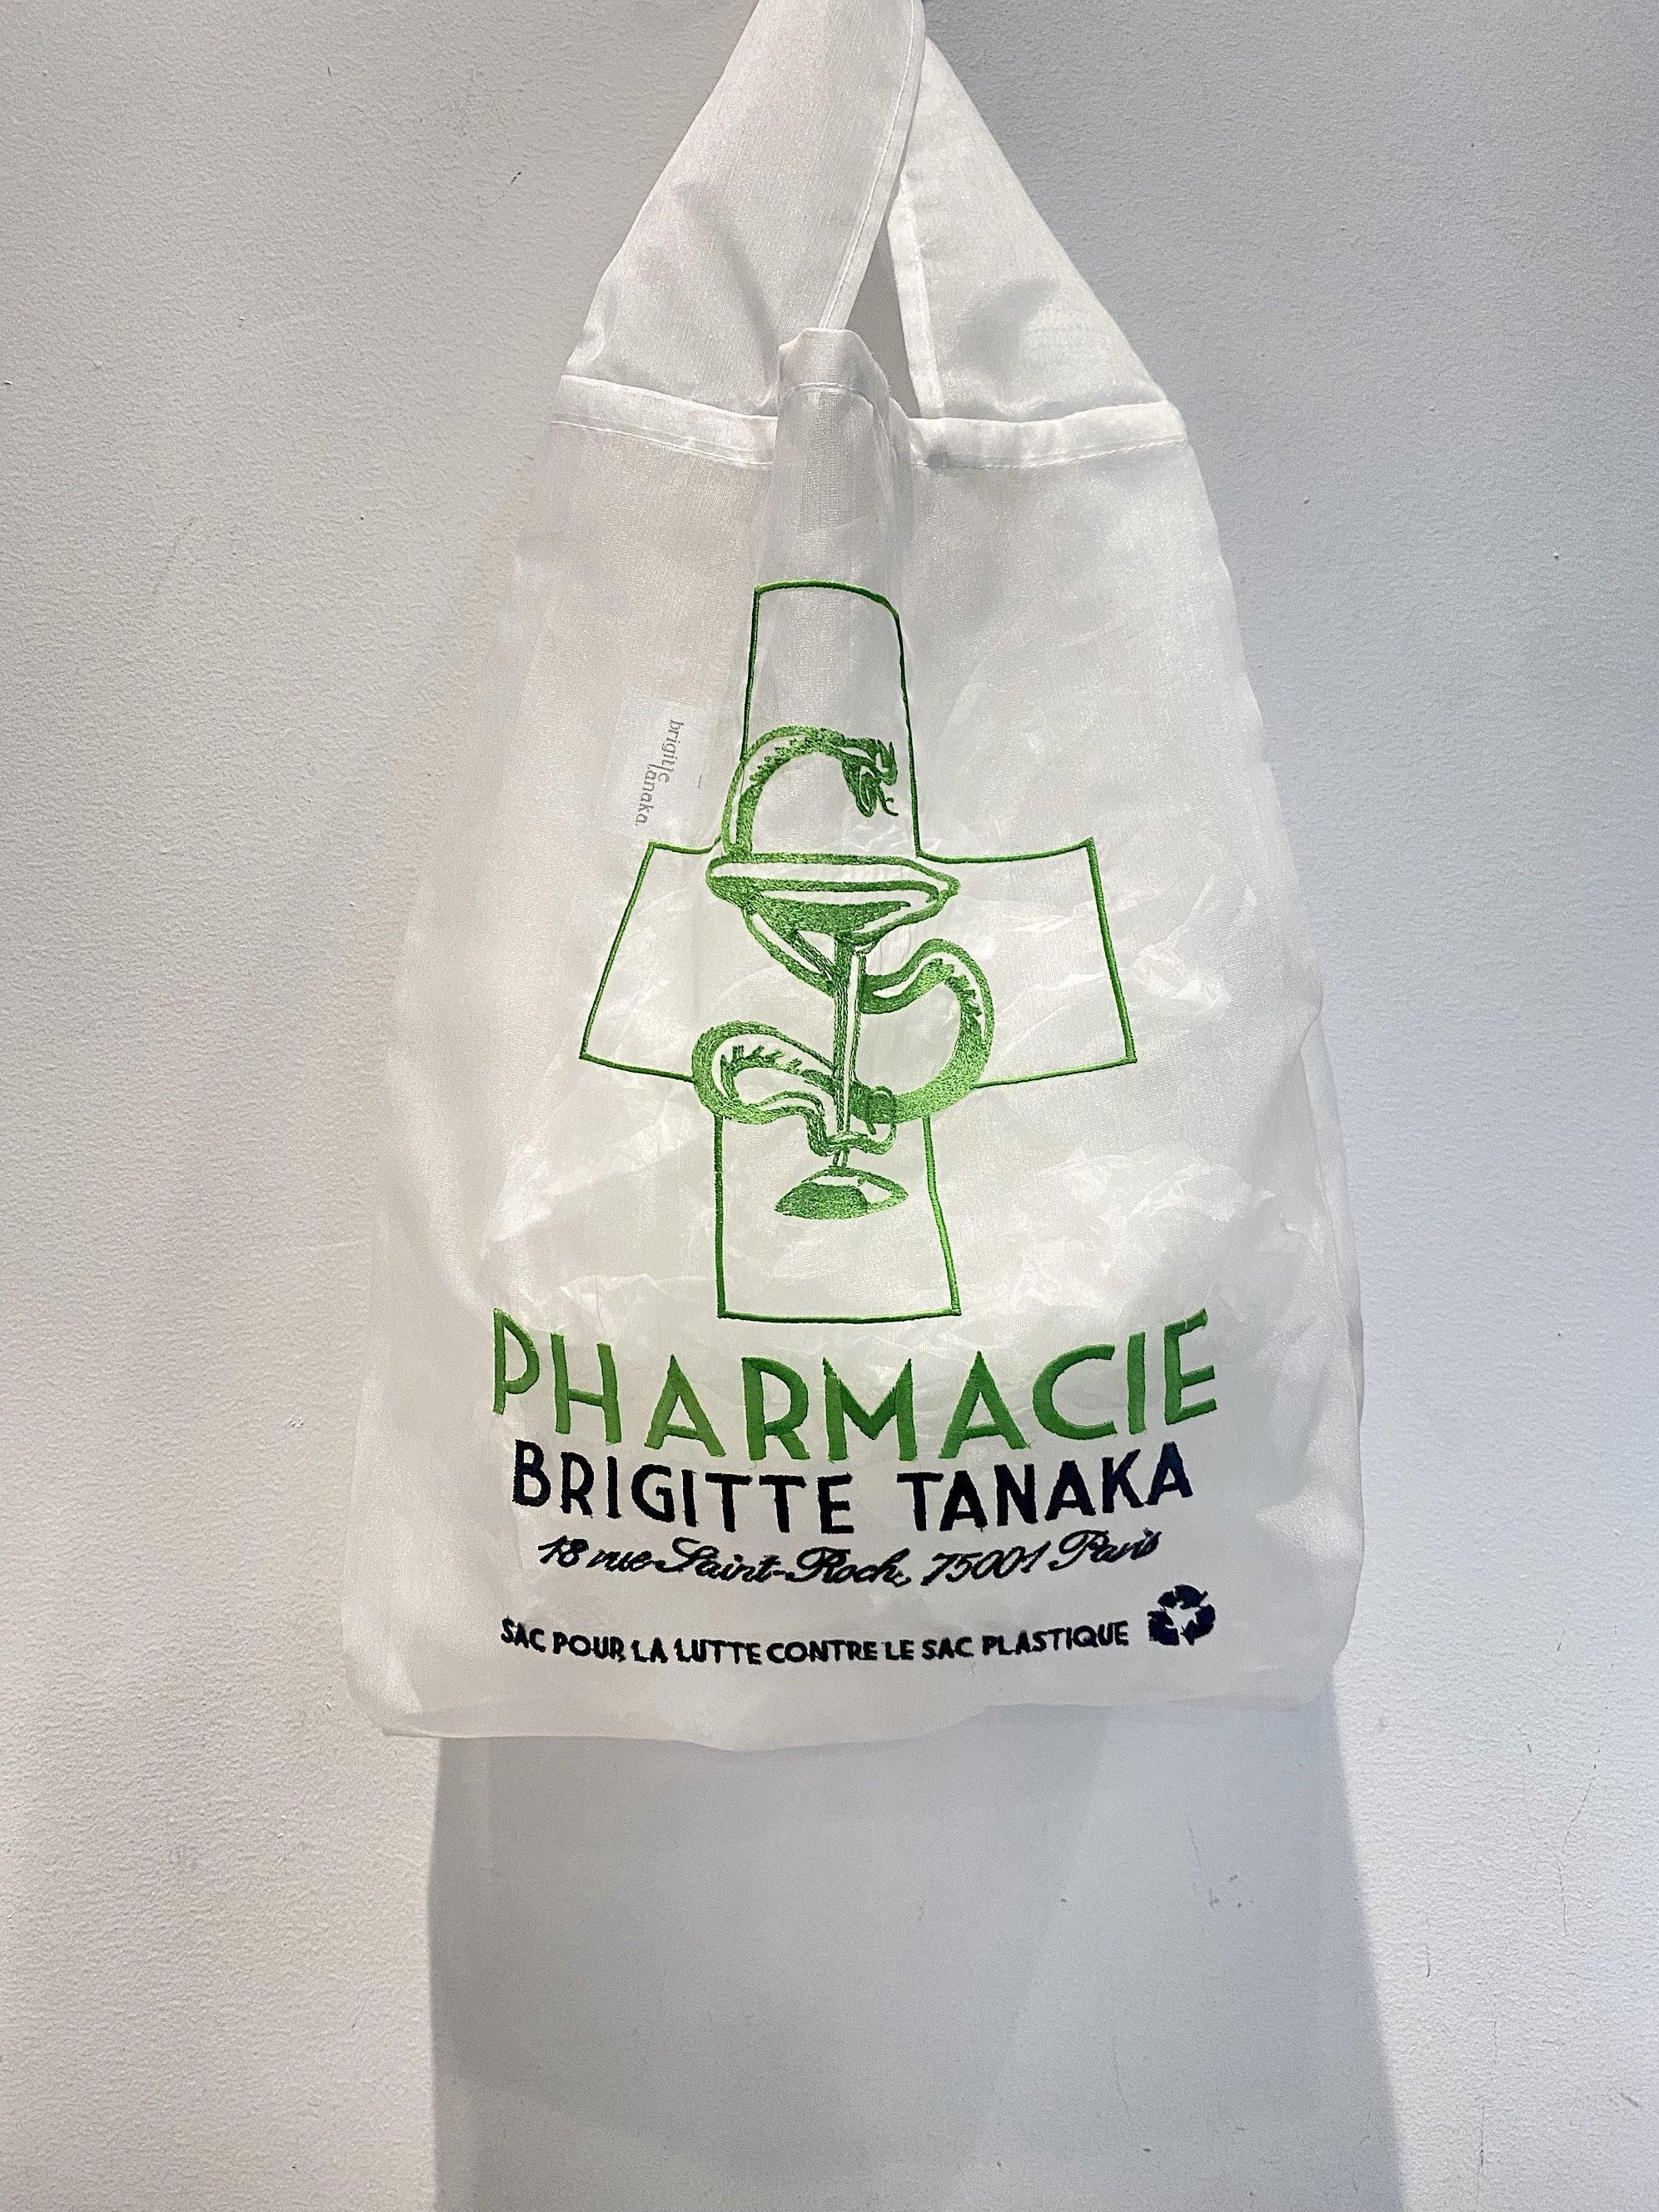 brigitte
tanaka.
PHARMACIE
BRIGITTE TANAKA
18 rue Saint-Roch, 75001 Paris
SAC POUR LA LUTTE CONTRE LE SAC PLASTIQUE